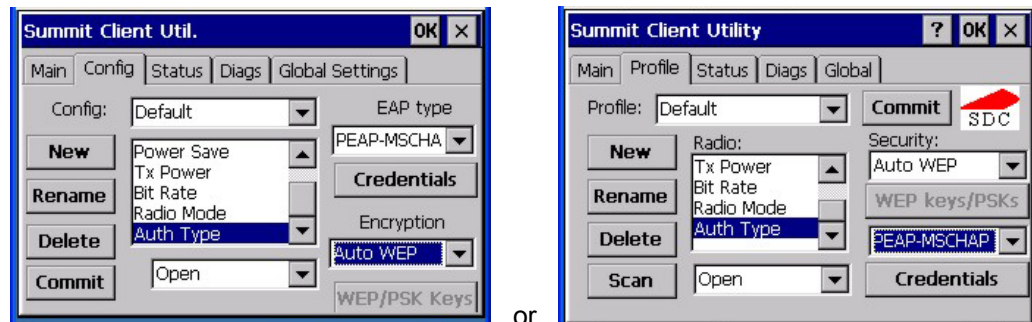 Summit Client Util. OK ×
Main Config Status Diags Global Settings
Config: Default EAP type
New Power Save PEAP-MSCHA
Tx Power
Rename Bit Rate Credentials
Radio Mode
Delete Auth Type Encryption
Auto WEP
Commit Open WEP/PSK Keys
or
Summit Client Utility ? OK ×
Main Profile Status Diags Global
Profile: Default Commit SDC
New Radio: Security:
Tx Power Auto WEP
Rename Bit Rate WEP keys/PSKs
Radio Mode
Delete Auth Type PEAP-MSCHAP
Scan Open Credentials